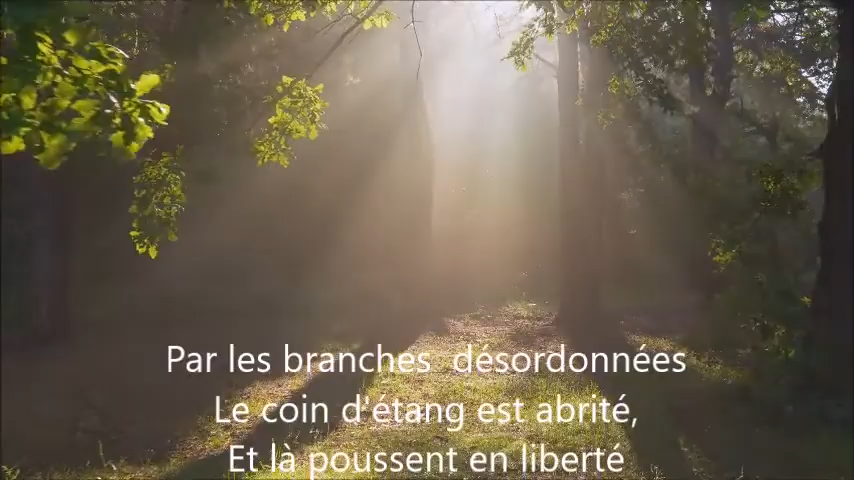 Par les branches désordonnées
Le coin d'étang est abrité,
Et là poussent en liberté